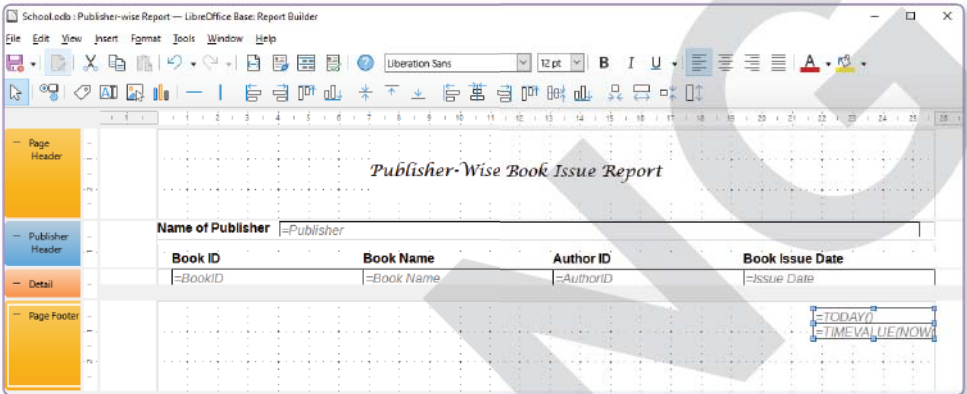 School.odb : Publisher-wise Report — LibreOffice Base: Report Builder
File Edit View Insert Format Tools Window Help
Liberation Sans 12 pt B I U A
Page Header
Publisher-Wise Book Issue Report
Publisher Header
Name of Publisher =Publisher
Book ID Book Name Author ID Book Issue Date
Detail
=BookID =Book Name =AuthorID =Issue Date
Page Footer
=TODAY()
=TIMEVALUE(NOW(